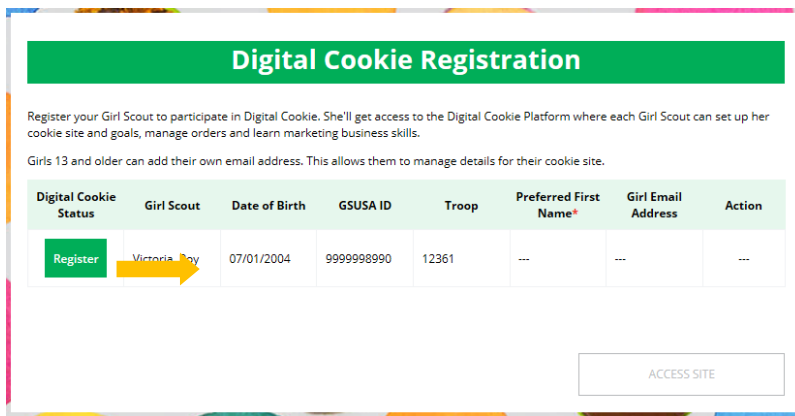 Digital Cookie Registration
Register your Girl Scout to participate in Digital Cookie. She'll get access to the Digital Cookie Platform where each Girl Scout can set up her
cookie site and goals, manage orders and learn marketing business skills.
Girls 13 and older can add their own email address. This allows them to manage details for their cookie site.
Digital Cookie Status Girl Scout Date of Birth GSUSA ID Troop Preferred First Name* Girl Email Address Action
Register Victoria 07/01/2004 9999998990 12361 --- --- ---
ACCESS SITE